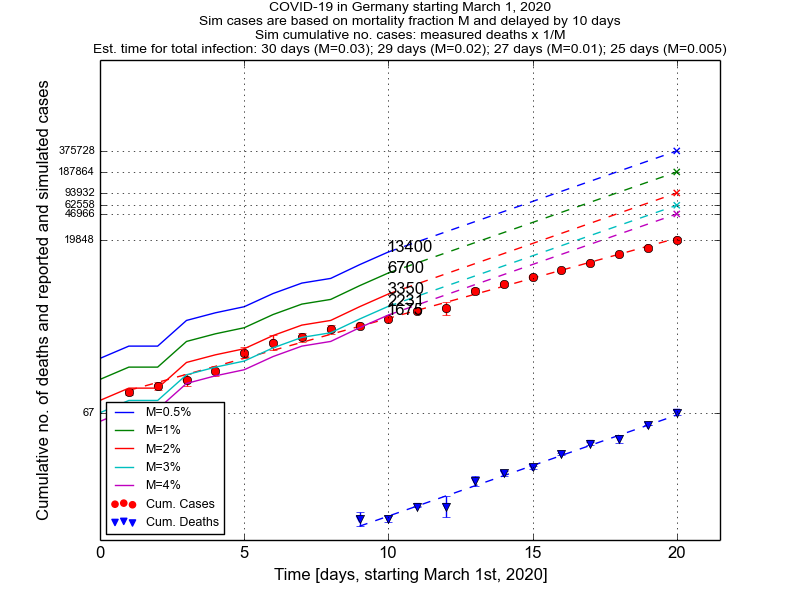 COVID-19 in Germany starting March 1, 2020
Sim cases are based on mortality fraction M and delayed by 10 days
Sim cumulative no. cases: measured deaths x 1/M
Est. time for total infection: 30 days (M=0.03); 29 days (M=0.02); 27 days (M=0.01); 25 days (M=0.005)
Cumulative no. of deaths and reported and simulated cases
375728
187864
93932
62558
46966
19848
67
13400
6700
3350
2231
1675
M=0.5%
M=1%
M=2%
M=3%
M=4%
Cum. Cases
Cum. Deaths
0 5 10 15 20
Time [days, starting March 1st, 2020]